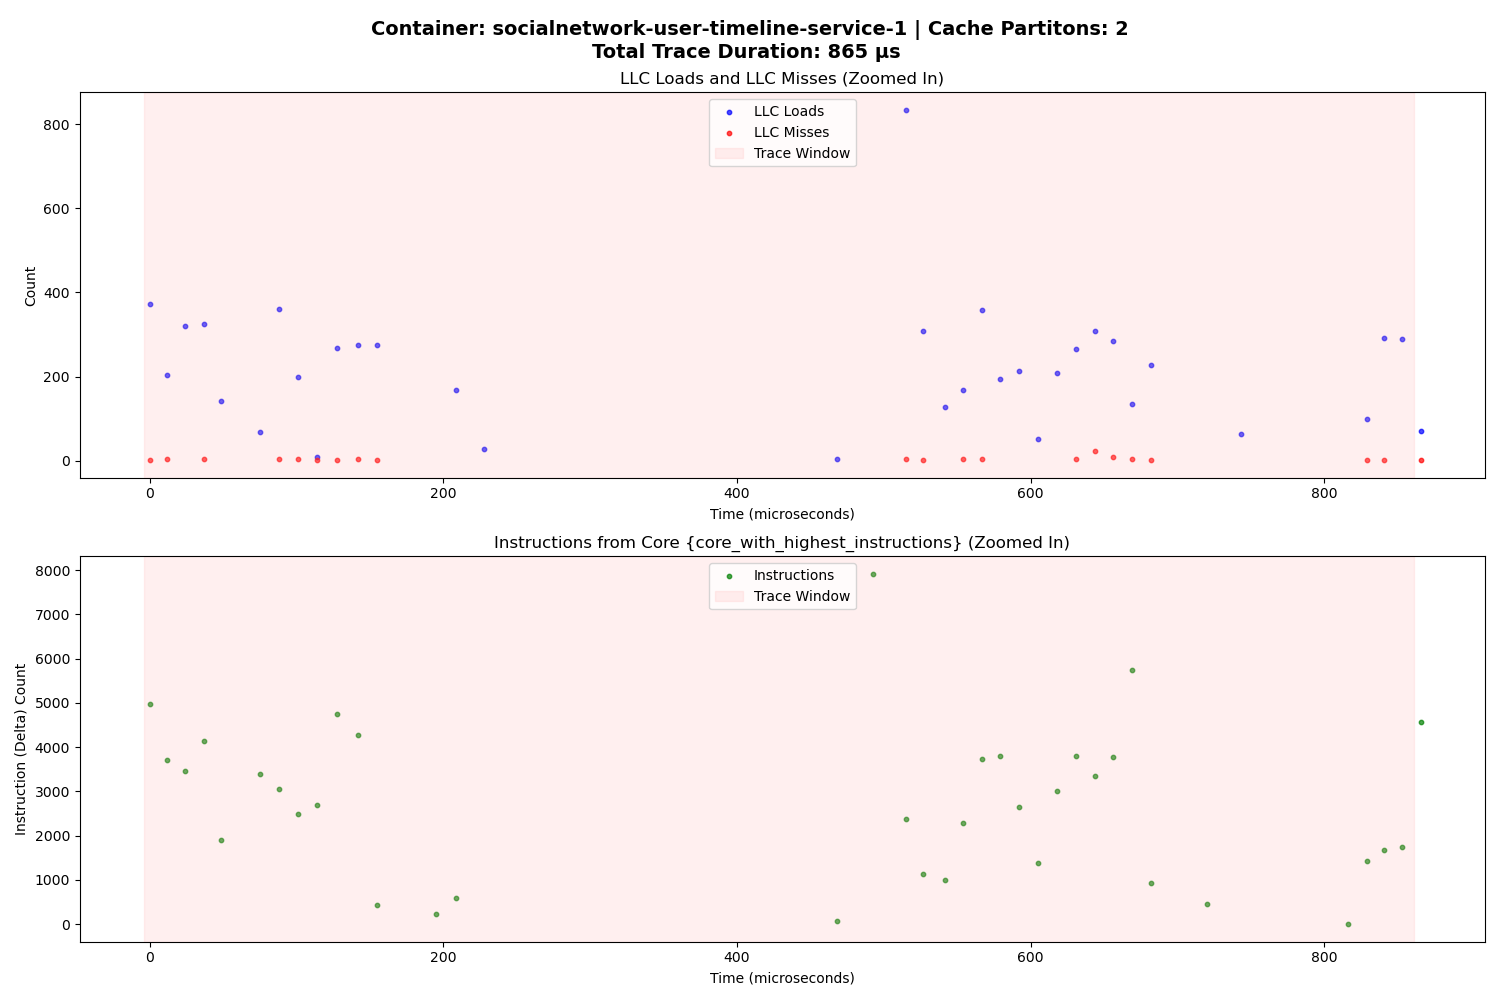 Container: socialnetwork-user-timeline-service-1 | Cache Partitons: 2
Total Trace Duration: 865 µs
LLC Loads and LLC Misses (Zoomed In)
LLC Loads
LLC Misses
Trace Window
Count
800
600
400
200
0
0 200 400 600 800
Time (microseconds)
Instructions from Core {core_with_highest_instructions} (Zoomed In)
Instructions
Trace Window
Instruction (Delta) Count
8000
7000
6000
5000
4000
3000
2000
1000
0
0 200 400 600 800
Time (microseconds)